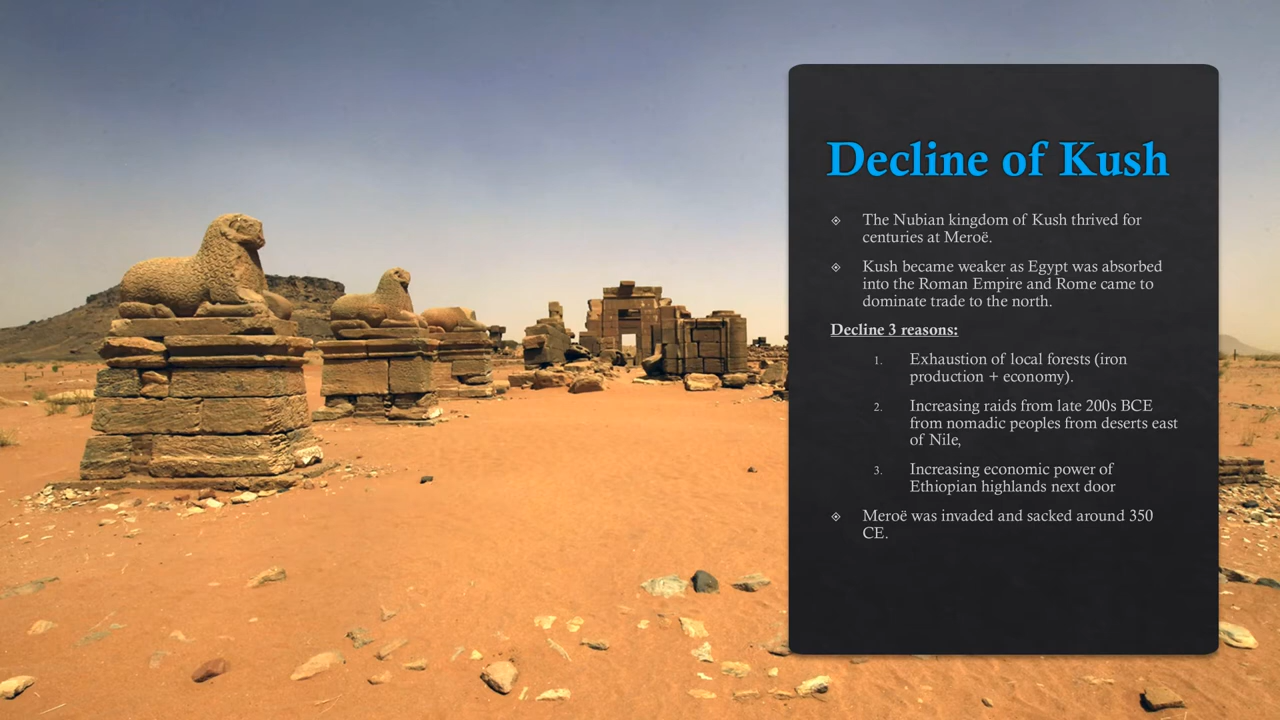 Decline of Kush
The Nubian kingdom of Kush thrived for
centuries at Meroë.
Kush became weaker as Egypt was absorbed
into the Roman Empire and Rome came to
dominate trade to the north.
Decline 3 reasons:
1. Exhaustion of local forests (iron
production + economy).
2. Increasing raids from late 200s BCE
from nomadic peoples from deserts east
of Nile,
3. Increasing economic power of
Ethiopian highlands next door
Meroë was invaded and sacked around 350
CE.